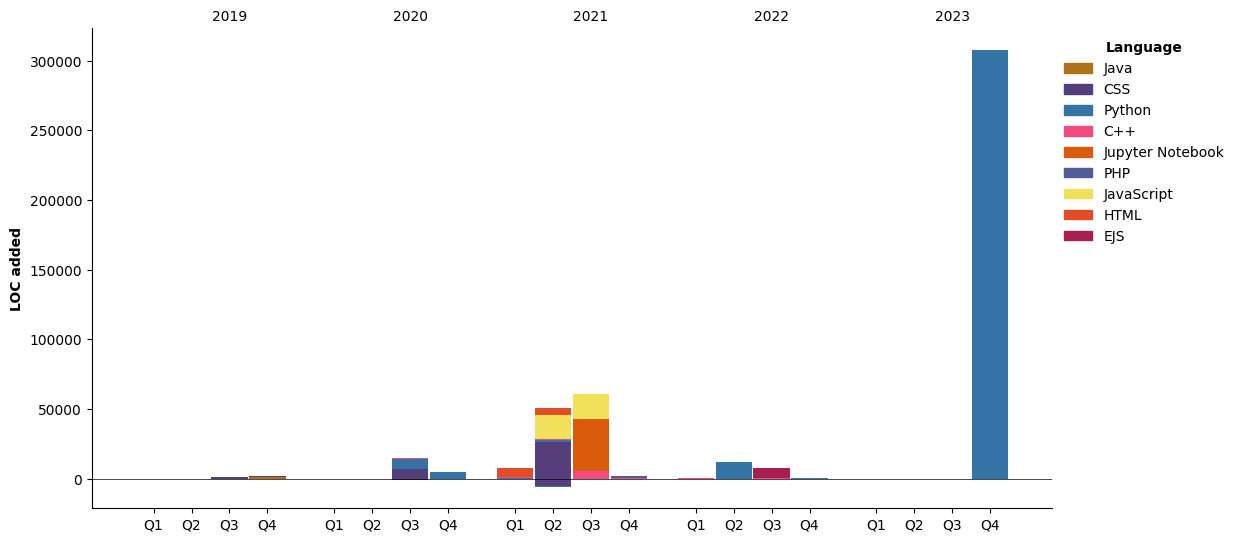 2019 2020 2021 2022 2023
Language
Java
CSS
Python
C++
Jupyter Notebook
PHP
JavaScript
HTML
EJS
LOC added
300000
250000
200000
150000
100000
50000
0
Q1 Q2 Q3 Q4 Q1 Q2 Q3 Q4 Q1 Q2 Q3 Q4 Q1 Q2 Q3 Q4 Q1 Q2 Q3 Q4